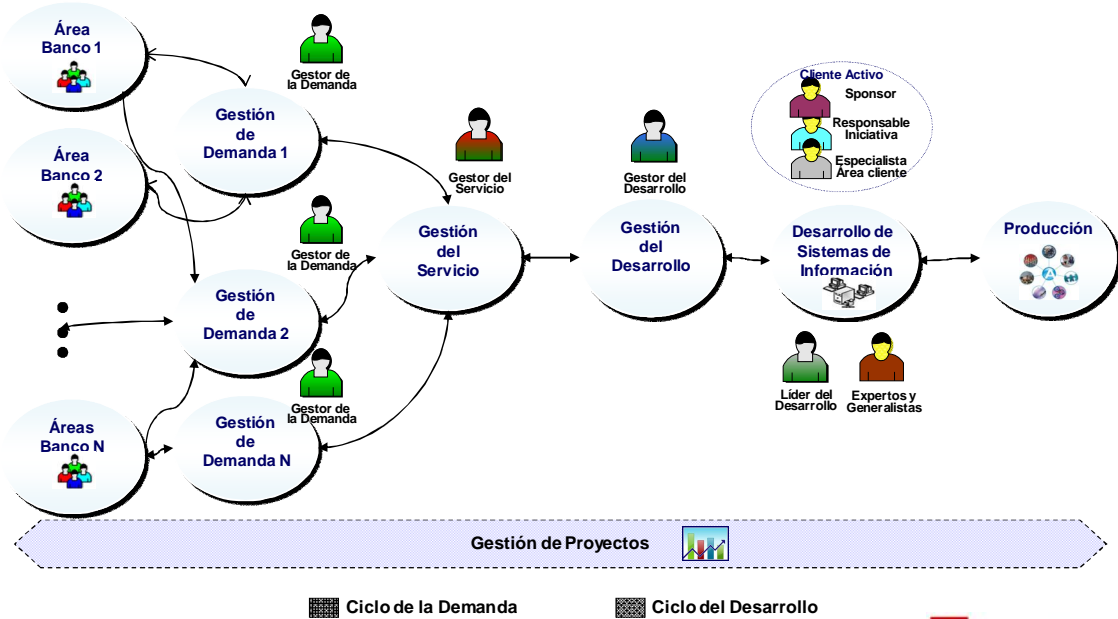 Área
Banco 1
Gestor de
la Demanda
Gestión
de
Demanda 1
Área
Banco 2
Gestor de
la Demanda
Gestión
de
Demanda 2
Gestor de
la Demanda
Áreas
Banco N
Gestión
de
Demanda N
Gestor del
Servicio
Gestión
del
Servicio
Gestor del
Desarrollo
Gestión
del
Desarrollo
Cliente Activo
Sponsor
Responsable
Iniciativa
Especialista
Área cliente
Desarrollo de
Sistemas de
Información
Líder del
Desarrollo
Expertos y
Generalistas
Producción
A
Gestión de Proyectos
Ciclo de la Demanda
Ciclo del Desarrollo